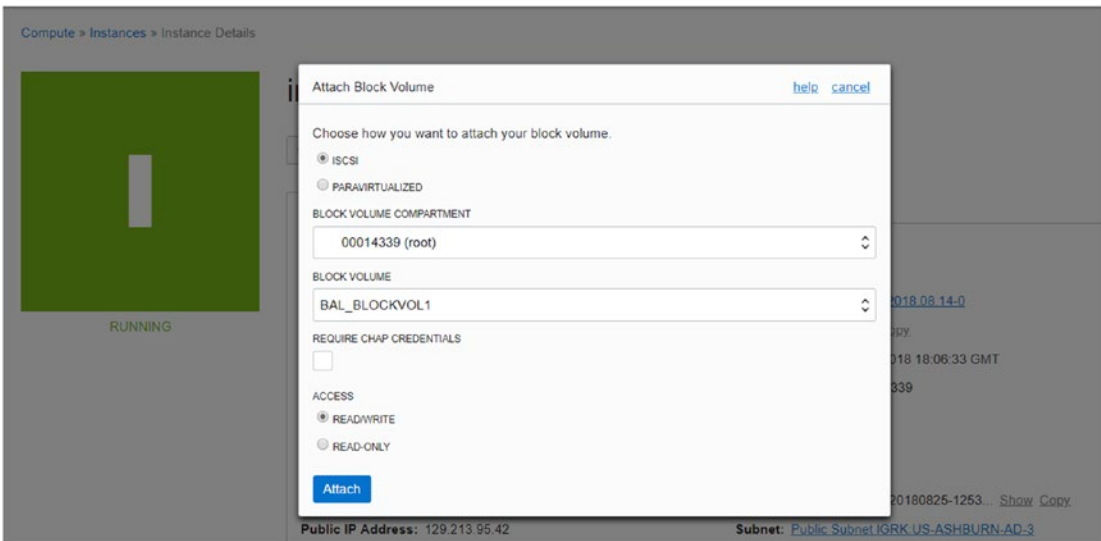 Compute » Instances » Instance Details
Attach Block Volume help cancel
Choose how you want to attach your block volume.
ISCSI
PARAVIRTUALIZED
BLOCK VOLUME COMPARTMENT
00014339 (root)
BLOCK VOLUME
BAL_BLOCKVOL1
2018.08.14-0
RUNNING
REQUIRE CHAP CREDENTIALS
018 18:06:33 GMT
339
ACCESS
READ/WRITE
READ-ONLY
Attach
20180825-1253... Show Copy
Public IP Address: 129.213.95.42 Subnet: Public Subnet IGRK:US-ASHBURN-AD-3